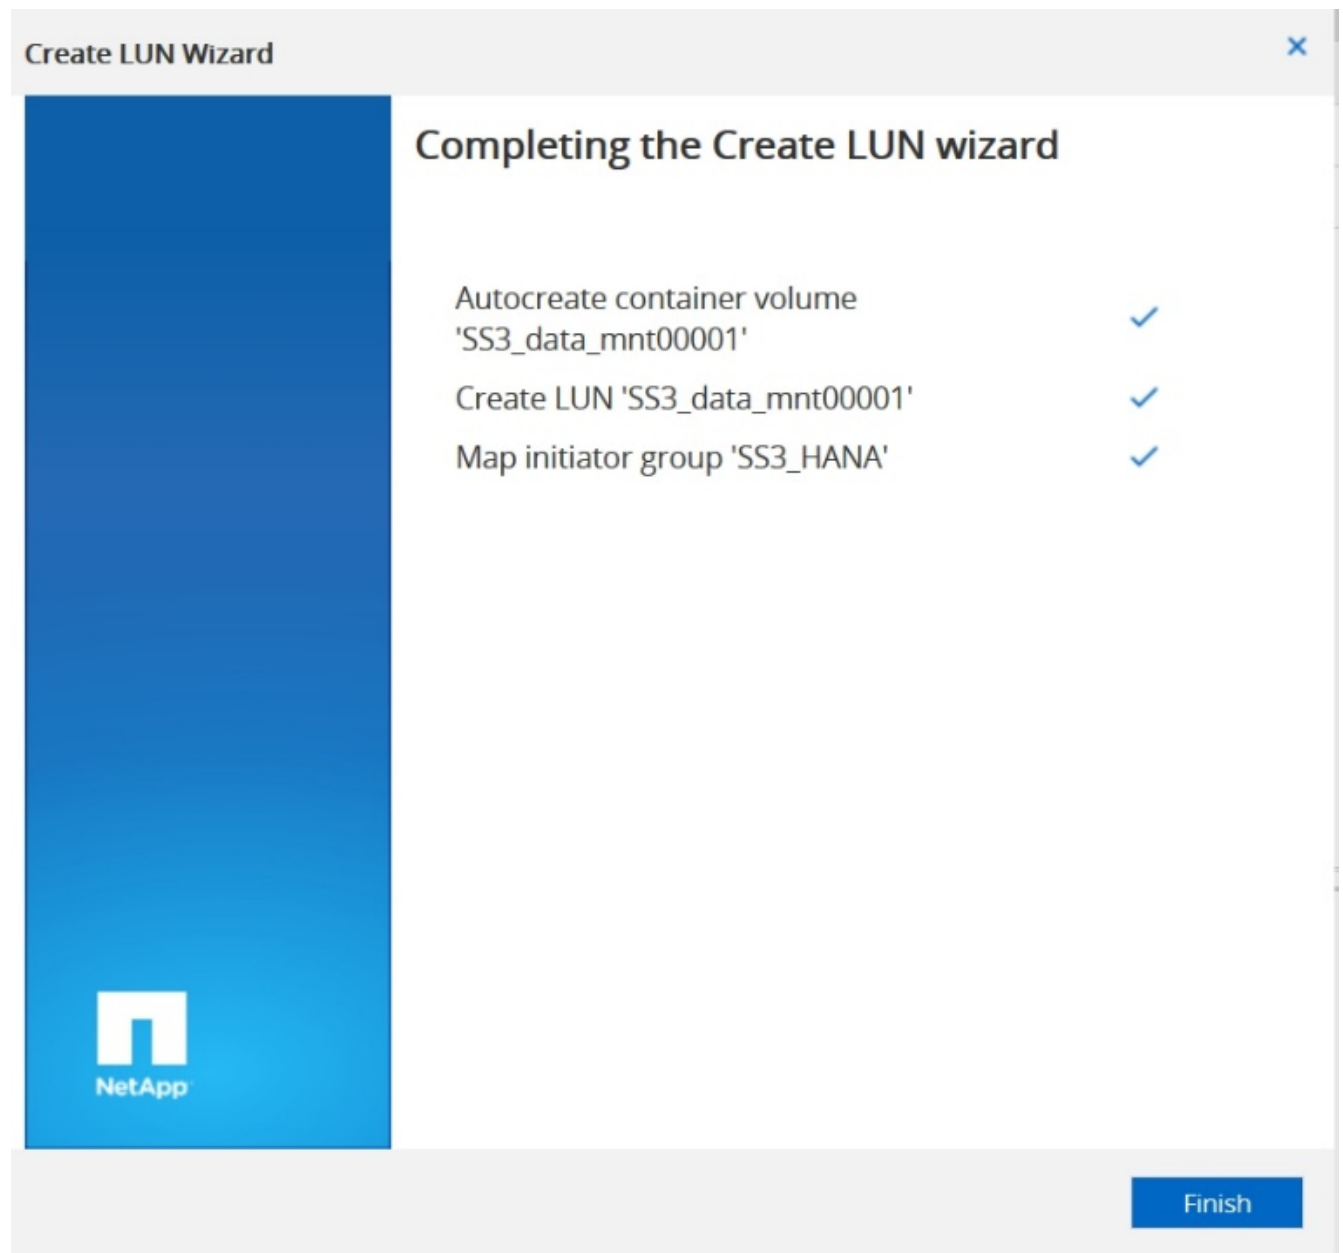 Create LUN Wizard
Completing the Create LUN wizard
Autocreate container volume
'SS3_data_mnt00001'
Create LUN 'SS3_data_mnt00001'
Map initiator group 'SS3_HANA'
NetApp
Finish